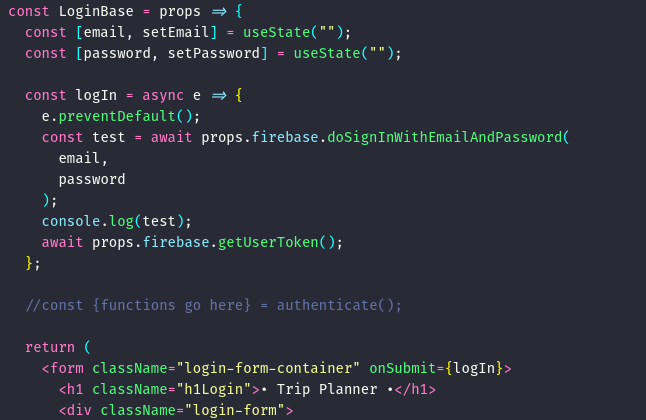 const LoginBase = props => {
  const [email, setEmail] = useState("");
  const [password, setPassword] = useState("");

  const logIn = async e => {
    e.preventDefault();
    const test = await props.firebase.doSignInWithEmailAndPassword(
      email,
      password
    );
    console.log(test);
    await props.firebase.getUserToken();
  };

  //const {functions go here} = authenticate();

  return (
    <form className="login-form-container" onSubmit={logIn}>
      <h1 className="h1Login">• Trip Planner •</h1>
      <div className="login-form">